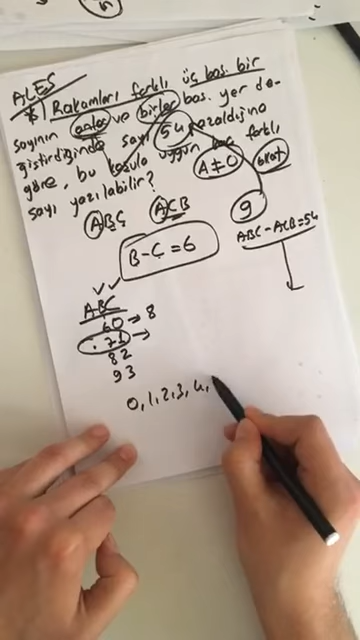 ALES
*) Rakamları farklı üç bas. bir
sayının onlar ve birler bas. yer de-
ğiştirdiğinde sayı 54 azaldığına
göre, bu koşula uygun kaç farklı
sayı yazılabilir?
A≠0
9
ABC ACB
ABC-ACB=54
B-C=6
ABC
60→8
.71→
82
93
0,1,2,3,4,